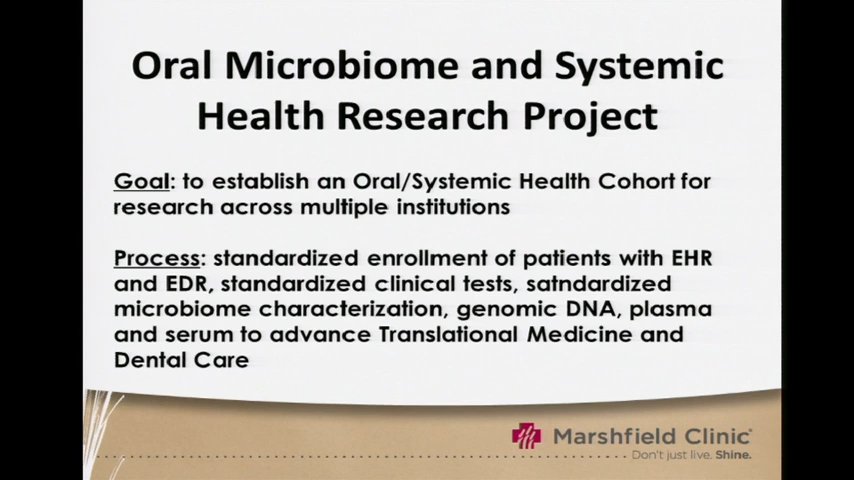 Oral Microbiome and Systemic
Health Research Project
Goal: to establish an Oral/Systemic Health Cohort for
research across multiple institutions
Process: standardized enrollment of patients with EHR
and EDR, standardized clinical tests, satndardized
microbiome characterization, genomic DNA, plasma
and serum to advance Translational Medicine and
Dental Care
Marshfield Clinic®
Don't just live. Shine.